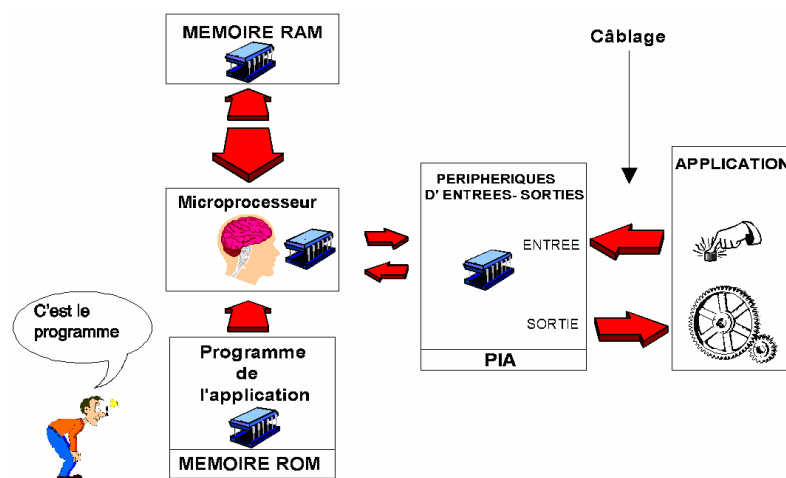 MEMOIRE RAM
Câblage
Microprocesseur
PERIPHERIQUES
D' ENTREES- SORTIES
APPLICATION
ENTREE
SORTIE
PIA
C'est le
programme
Programme
de
l'application
MEMOIRE ROM